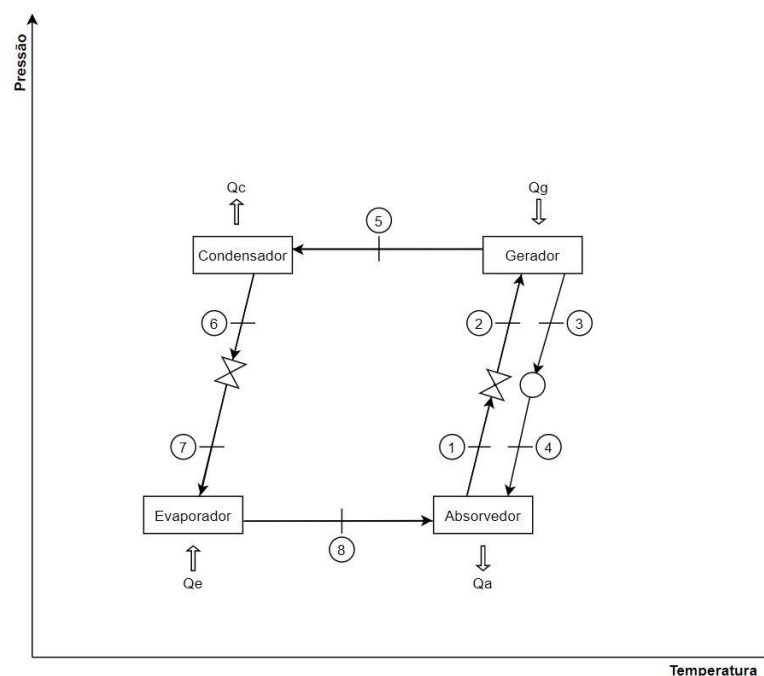 Pressão
Qc
Qg
5
Condensador
Gerador
6
2
3
7
1
4
Evaporador
Absorvedor
8
Qe
Qa
Temperatura